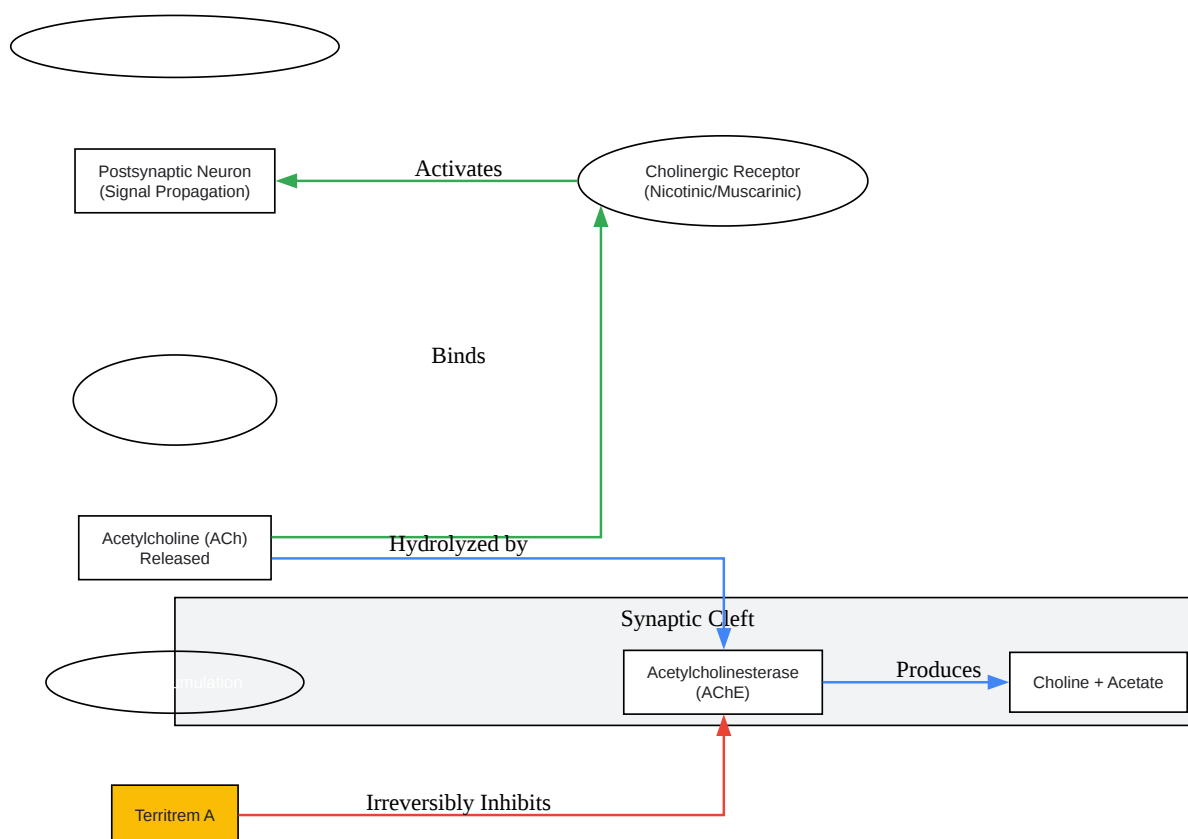 Postsynaptic Neuron
(Signal Propagation)
Activates
Cholinergic Receptor
(Nicotinic/Muscarinic)
Binds
Acetylcholine (ACh)
Released
Hydrolyzed by
Synaptic Cleft
umulation
Acetylcholinesterase
(AChE)
Produces
Choline + Acetate
Territrem A
Irreversibly Inhibits